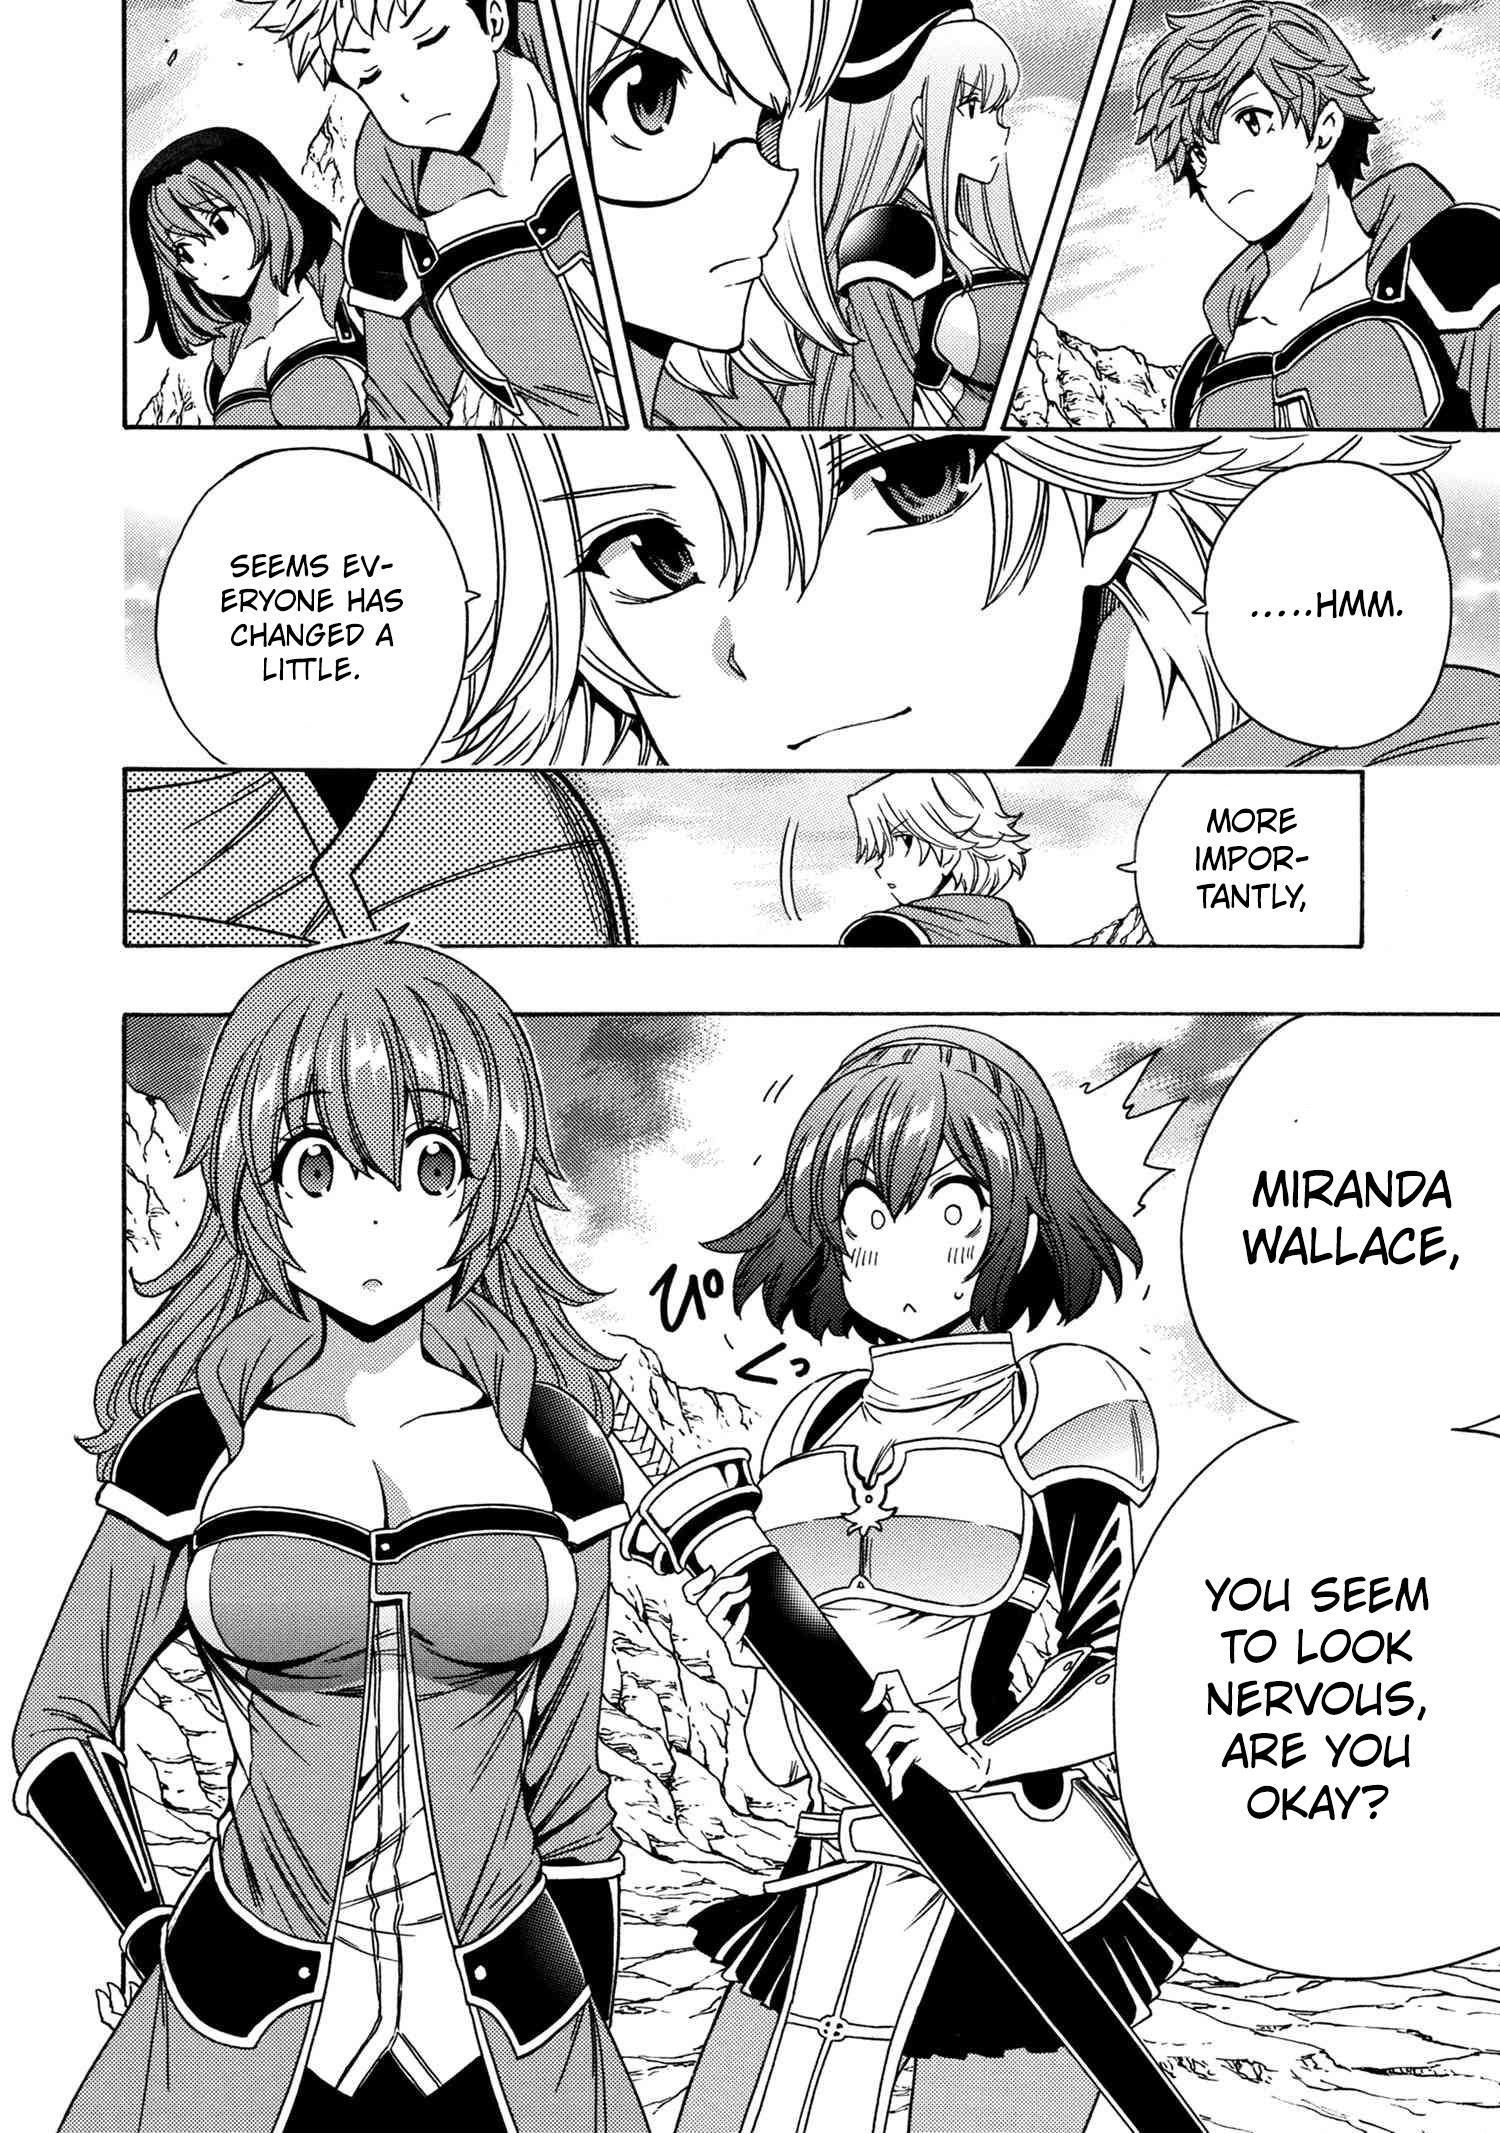 .....HMM.
SEEMS EV-
ERYONE HAS
CHANGED A
LITTLE.
MORE
IMPOR-
TANTLY,
MIRANDA
WALLACE,
YOU SEEM
TO LOOK
NERVOUS,
ARE YOU
OKAY?
ぴく
くっ